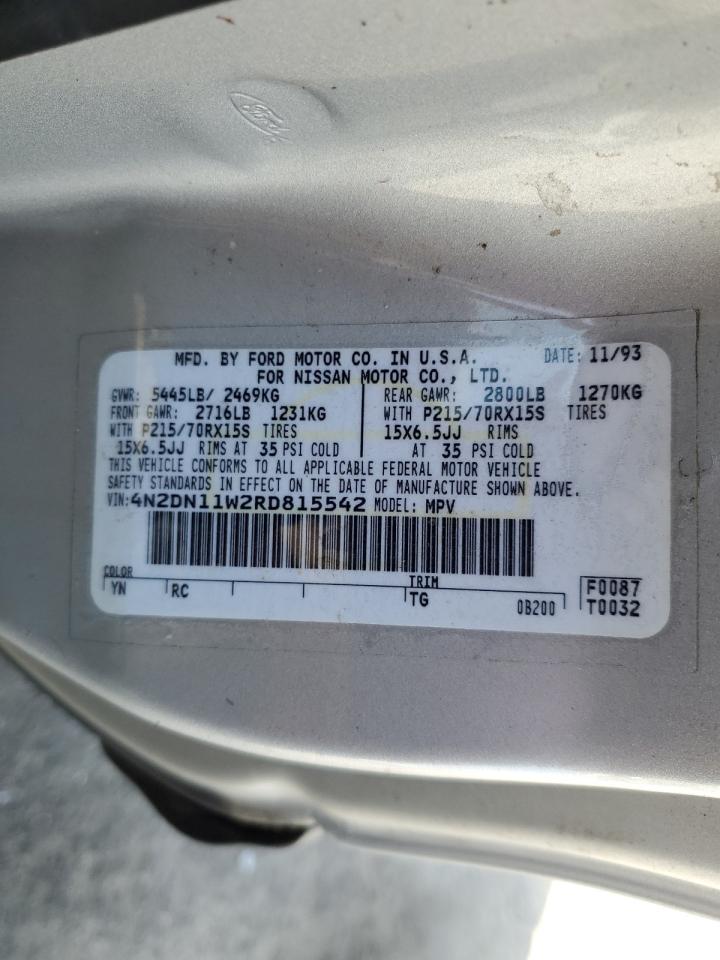 Ford
MFD. BY FORD MOTOR CO. IN U.S.A. DATE: 11/93
FOR NISSAN MOTOR CO., LTD.
GVWR: 5445LB/ 2469KG
FRONT GAWR: 2716LB 1231KG
WITH P215/70RX15S TIRES
15X6.5JJ RIMS AT 35 PSI COLD
REAR GAWR: 2800LB 1270KG
WITH P215/70RX15S TIRES
15X6.5JJ RIMS
AT 35 PSI COLD
THIS VEHICLE CONFORMS TO ALL APPLICABLE FEDERAL MOTOR VEHICLE
SAFETY STANDARDS IN EFFECT ON THE DATE OF MANUFACTURE SHOWN ABOVE.
VIN:4N2DN11W2RD815542 MODEL: MPV
COLOR TRIM
YN RC TG 0B200
F0087
T0032